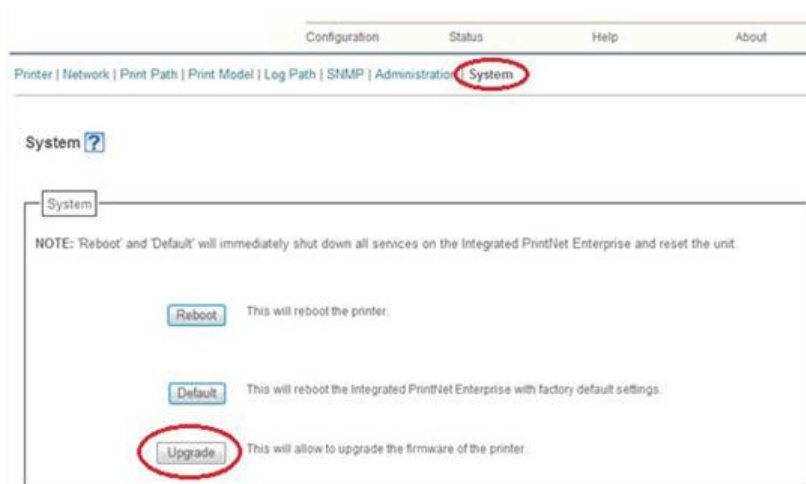 Configuration Status Help About
Printer | Network | Print Path | Print Model | Log Path | SNMP | Administration | System
System ?
System
NOTE: 'Reboot' and 'Default' will immediately shut down all services on the Integrated PrintNet Enterprise and reset the unit.
Reboot This will reboot the printer.
Default This will reboot the Integrated PrintNet Enterprise with factory default settings.
Upgrade This will allow to upgrade the firmware of the printer.